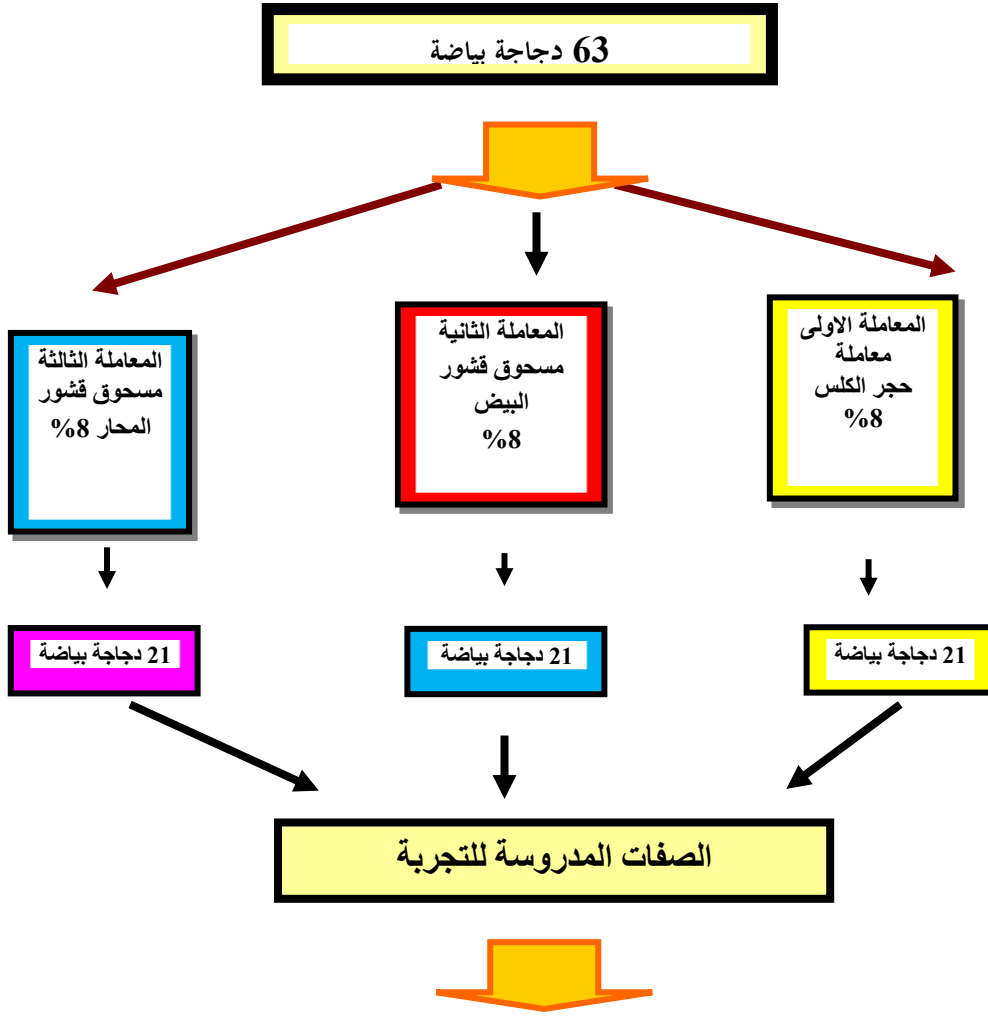 63 دجاجة بياضة
المعاملة الاولى
معاملة
حجر الكلس
8%
المعاملة الثانية
مسحوق قشور
البيض
8%
المعاملة الثالثة
مسحوق قشور
المحار 8%
21 دجاجة بياضة
21 دجاجة بياضة
21 دجاجة بياضة
الصفات المدروسة للتجربة